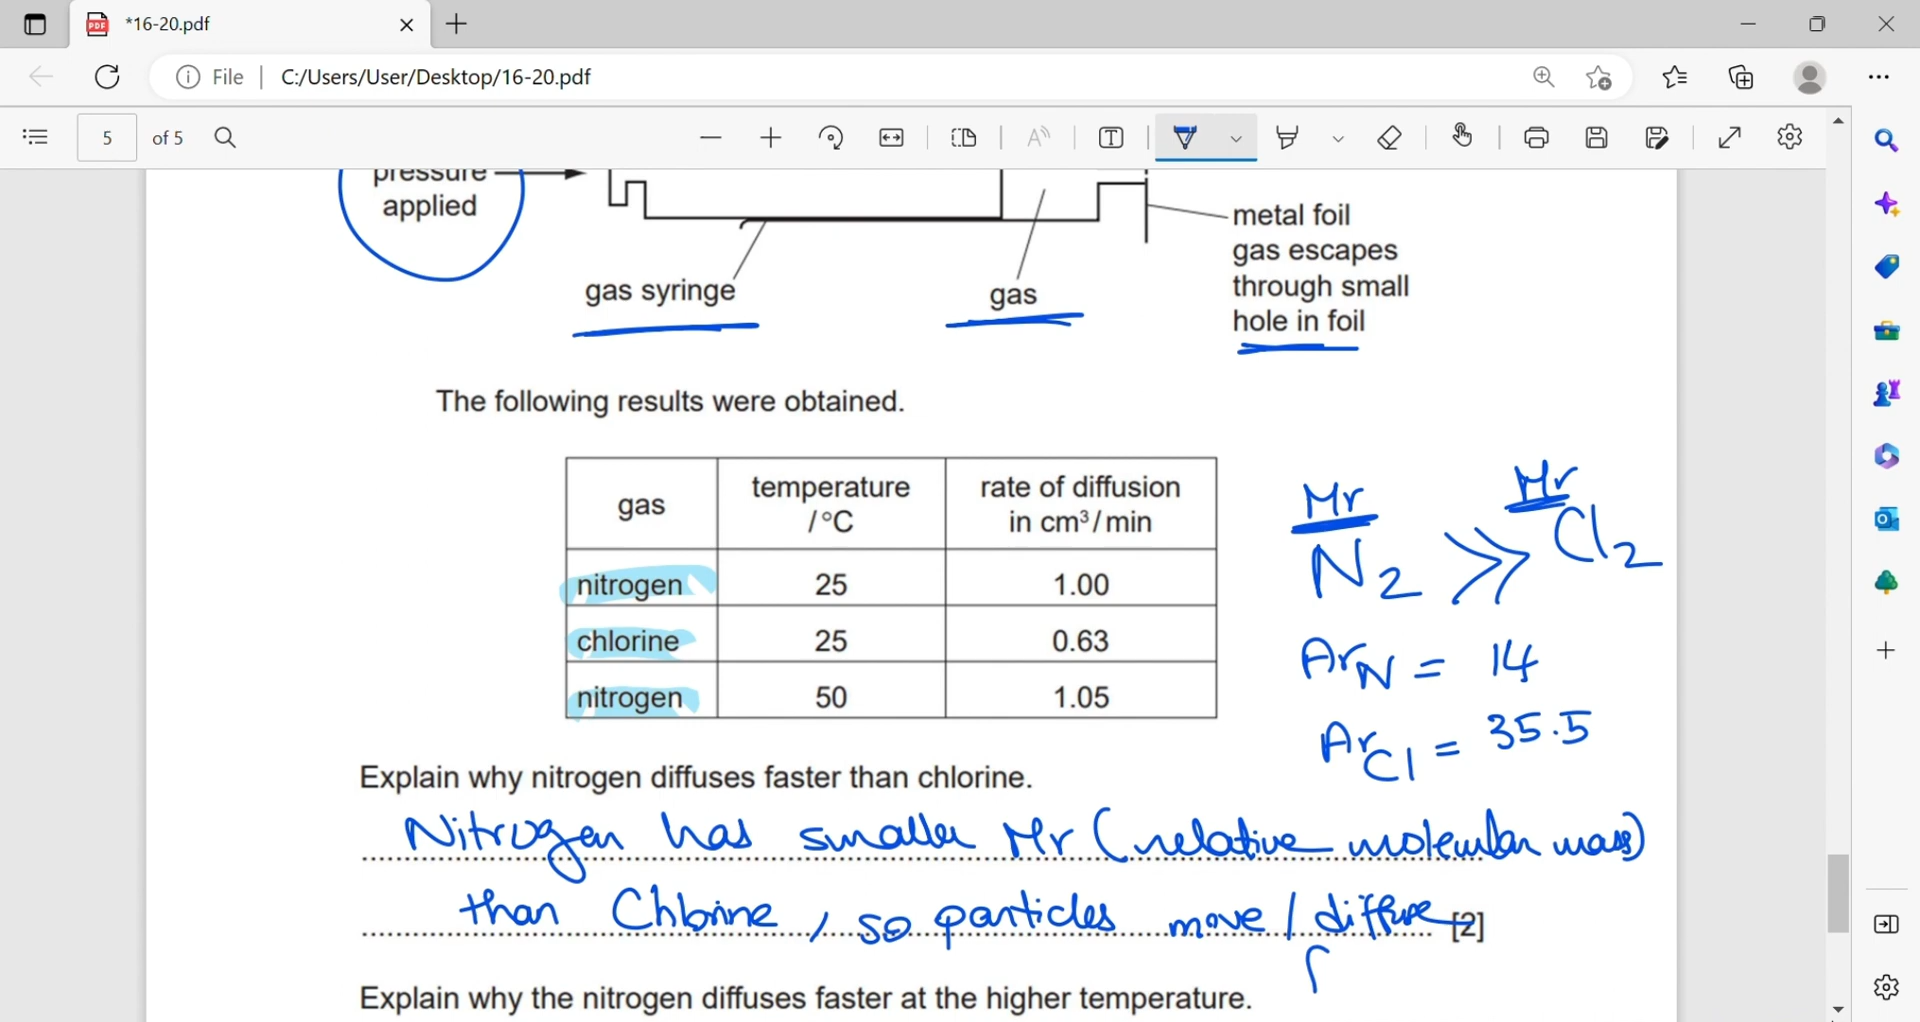 *16-20.pdf
File C:/Users/User/Desktop/16-20.pdf
5 of 5
pressure
applied
gas syringe
gas
metal foil
gas escapes
through small
hole in foil
The following results were obtained.
gas temperature /°C rate of diffusion in cm³/min
nitrogen 25 1.00
chlorine 25 0.63
nitrogen 50 1.05
Mr Mr
N2 >> Cl2
ArN = 14
ArCl = 35.5
Explain why nitrogen diffuses faster than chlorine.
Nitrogen has smaller Mr (relative molecular mass)
than Chlorine, so particles move / diffuse [2]
Explain why the nitrogen diffuses faster at the higher temperature.